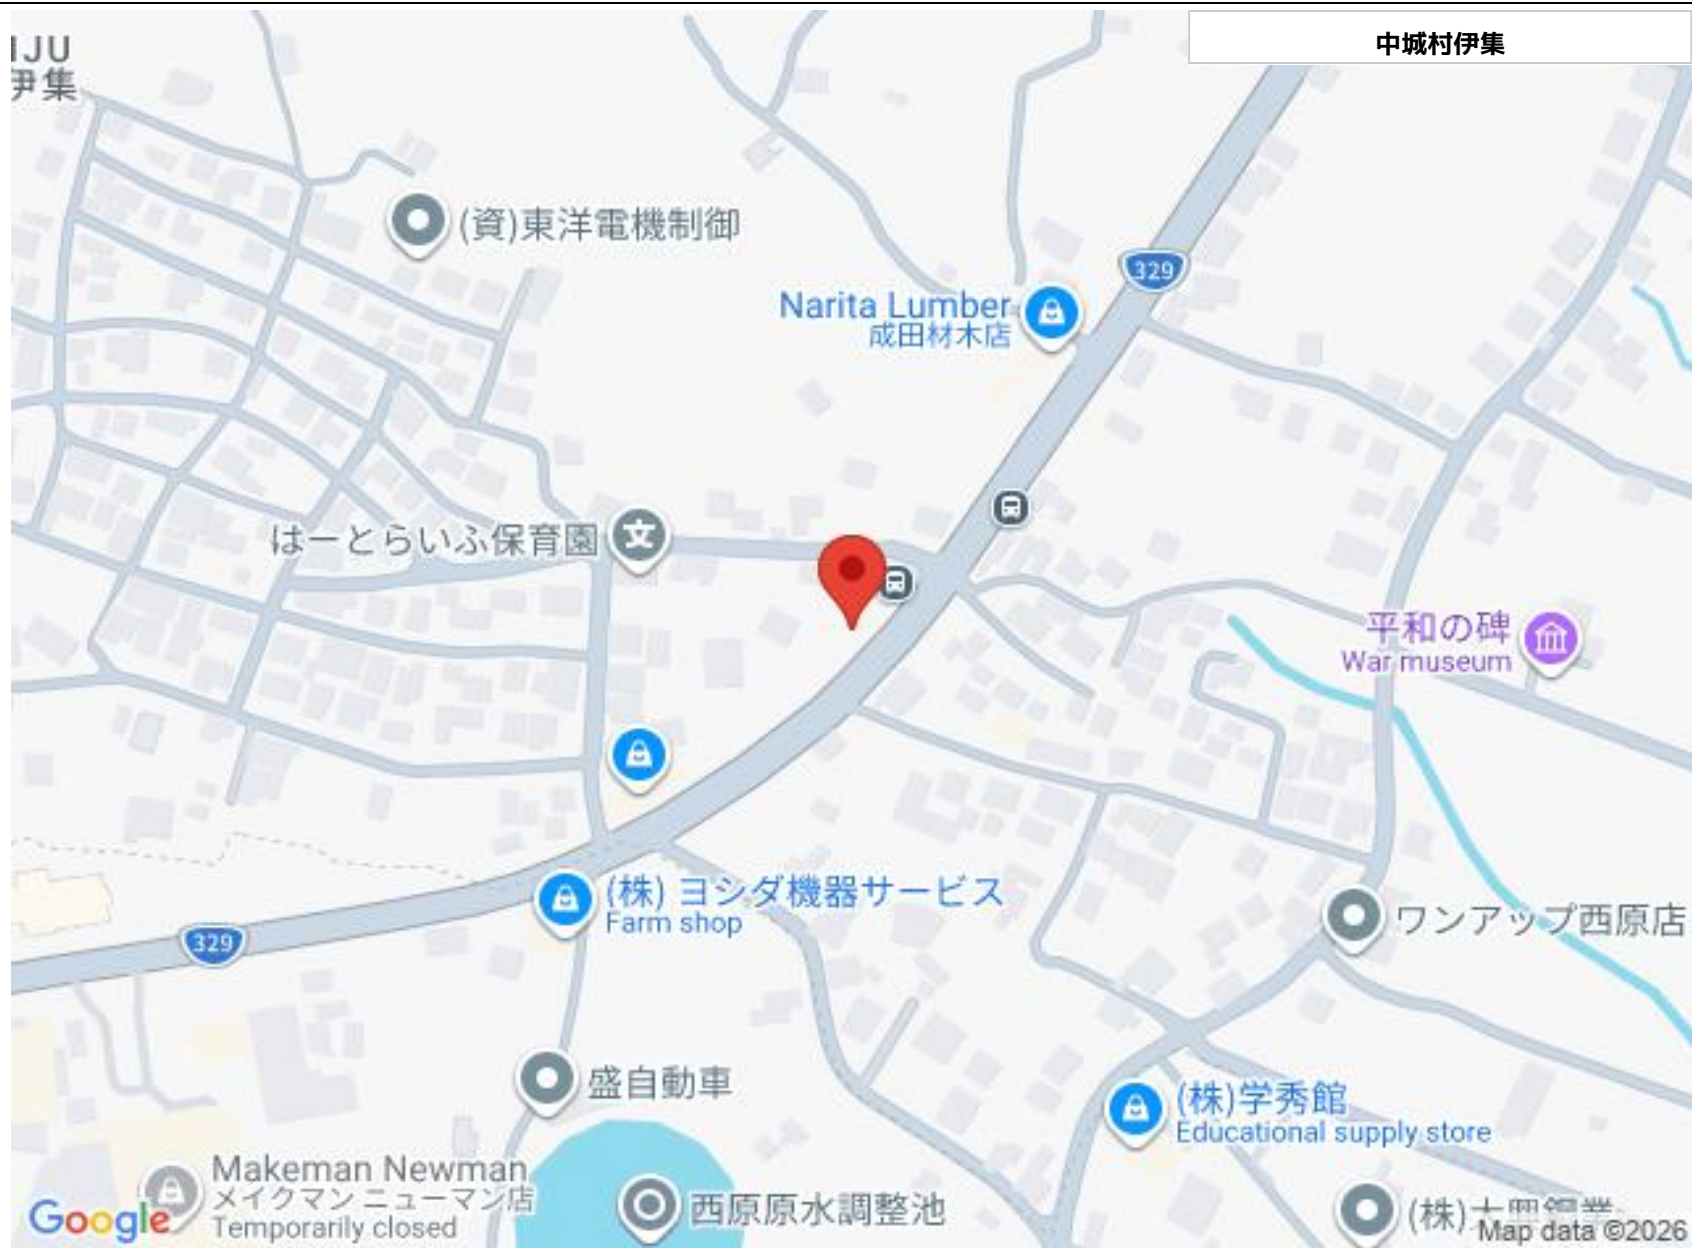 中城村伊集
IJU
伊集
(資)東洋電機制御
329
Narita Lumber
成田材木店
はーとらいふ保育園
文
平和の碑
War museum
(株) ヨシダ機器サービス
Farm shop
ワンアップ西原店
329
盛自動車
(株)学秀館
Educational supply store
Makeman Newman
メイクマン ニューマン店
Temporarily closed
西原原水調整池
Google
(株)
Map data ©2026